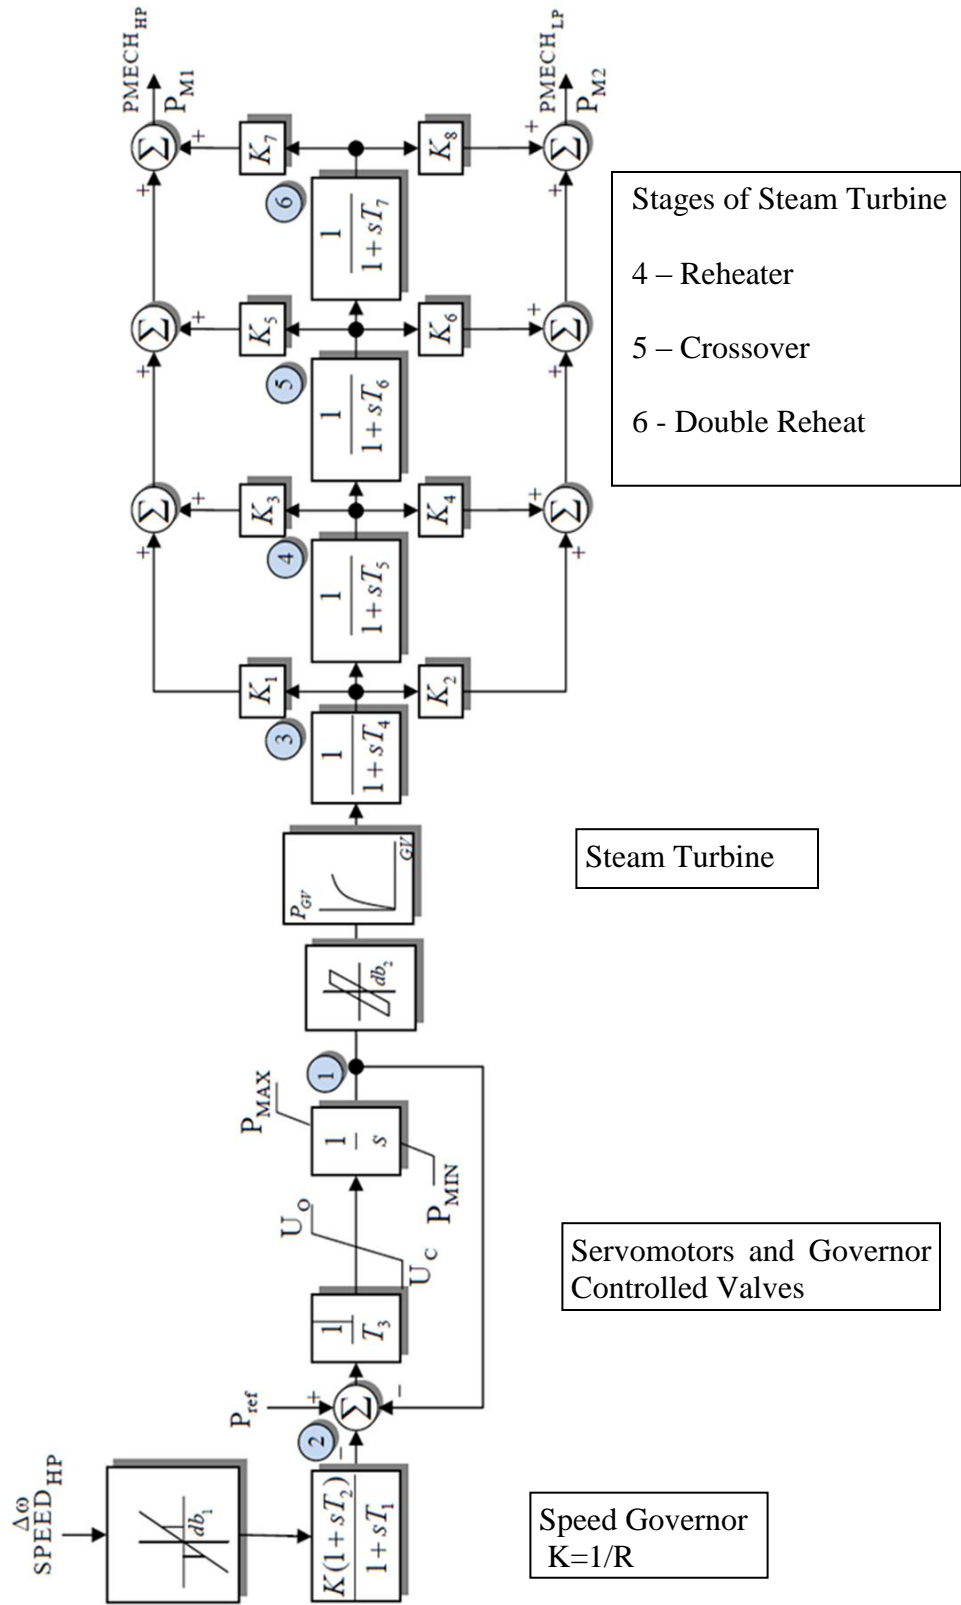 Δω
SPEED_HP
db_1
K(1+sT_2)
1+sT_1
2
P_ref
+
−
−
Σ
1
T_3
U_O
U_C
P_MAX
1
s
P_MIN
1
db_2
P_GV
GV
1
1+sT_4
3
K_1
K_2
1
1+sT_5
4
K_3
K_4
+
+
Σ
+
+
Σ
1
1+sT_6
5
K_5
K_6
+
+
Σ
+
+
Σ
1
1+sT_7
6
K_7
K_8
+
+
Σ
+
+
Σ
PMECH_HP
P_M1
PMECH_LP
P_M2
Speed Governor
K=1/R
Servomotors and Governor
Controlled Valves
Steam Turbine
Stages of Steam Turbine
4 – Reheater
5 – Crossover
6 - Double Reheat